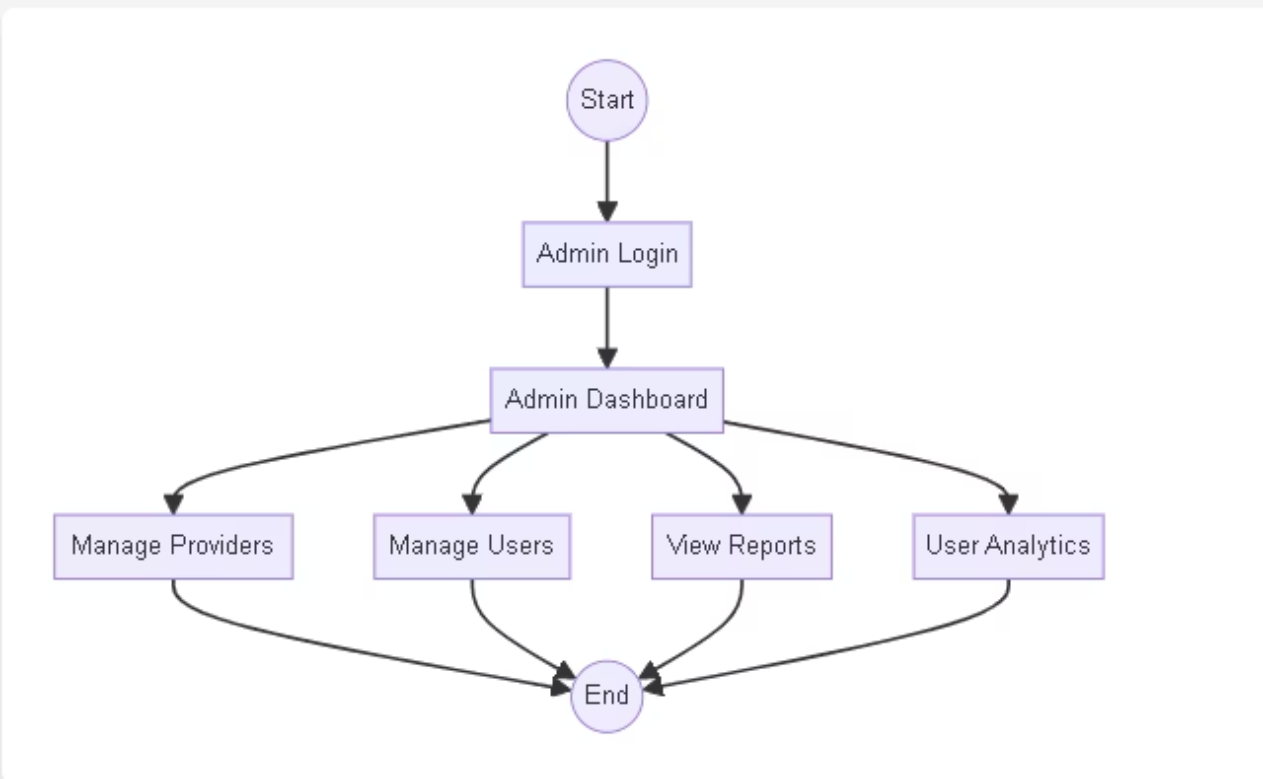 Start
Admin Login
Admin Dashboard
Manage Providers
Manage Users
View Reports
User Analytics
End